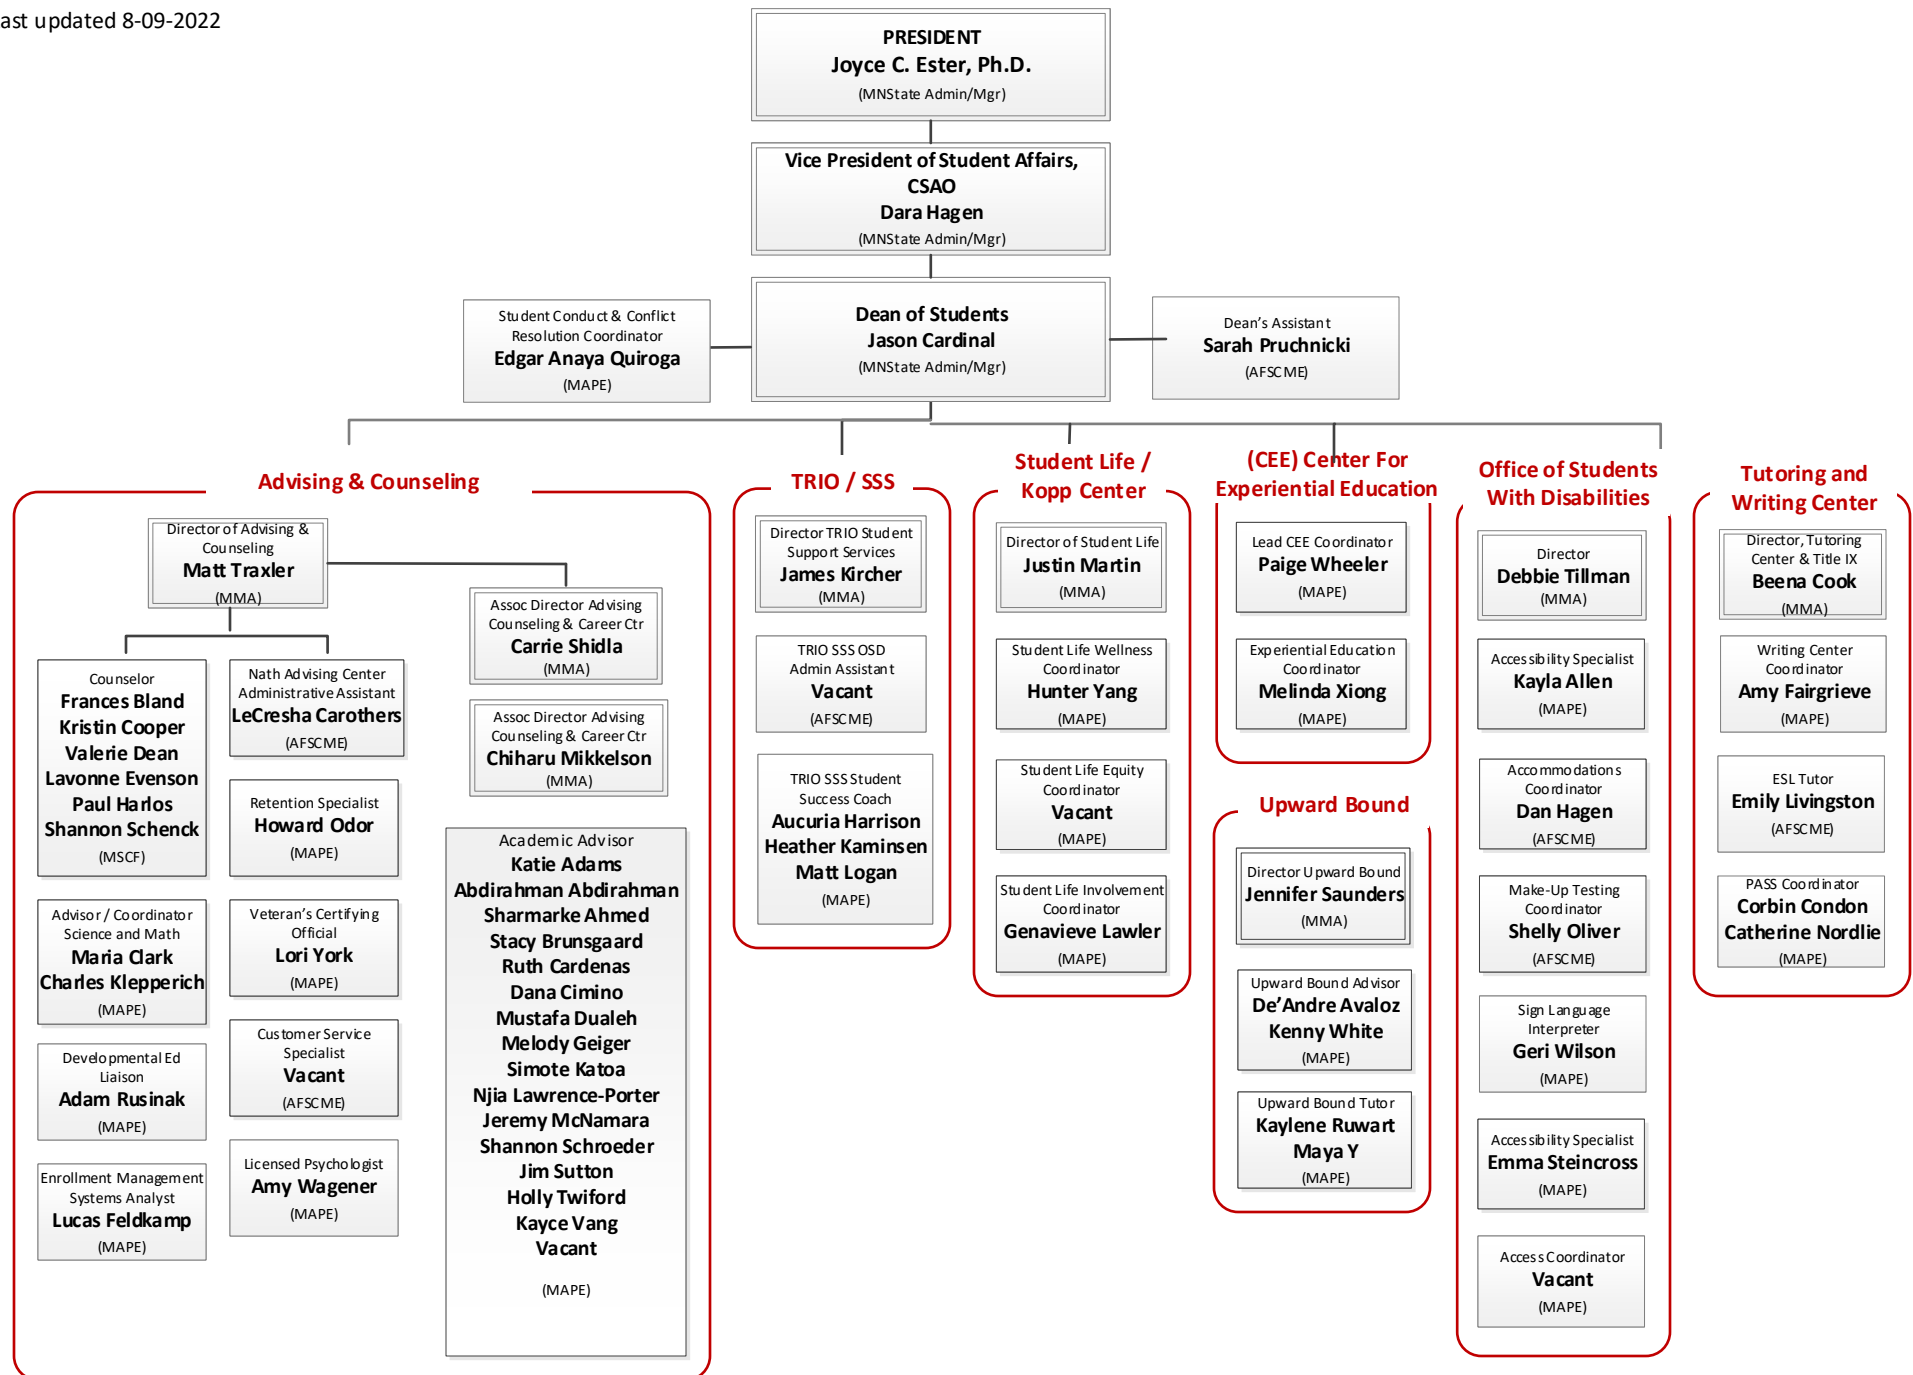 ast updated 8-09-2022
PRESIDENT
Joyce C. Ester, Ph.D.
(MNState Admin/Mgr)
Vice President of Student Affairs,
CSAO
Dara Hagen
(MNState Admin/Mgr)
Dean of Students
Jason Cardinal
(MNState Admin/Mgr)
Student Conduct & Conflict
Resolution Coordinator
Edgar Anaya Quiroga
(MAPE)
Dean's Assistant
Sarah Pruchnicki
(AFSCME)
Advising & Counseling
Director of Advising &
Counseling
Matt Traxler
(MMA)
Assoc Director Advising
Counseling & Career Ctr
Carrie Shidla
(MMA)
Assoc Director Advising
Counseling & Career Ctr
Chiharu Mikkelson
(MMA)
Counselor
Frances Bland
Kristin Cooper
Valerie Dean
Lavonne Evenson
Paul Harlos
Shannon Schenck
(MSCF)
Advisor / Coordinator
Science and Math
Maria Clark
Charles Klepperich
(MAPE)
Developmental Ed
Liaison
Adam Rusinak
(MAPE)
Enrollment Management
Systems Analyst
Lucas Feldkamp
(MAPE)
Nath Advising Center
Administrative Assistant
LeCresha Carothers
(AFSCME)
Retention Specialist
Howard Odor
(MAPE)
Veteran's Certifying
Official
Lori York
(MAPE)
Customer Service
Specialist
Vacant
(AFSCME)
Licensed Psychologist
Amy Wagener
(MAPE)
Academic Advisor
Katie Adams
Abdirahman Abdirahman
Sharmarke Ahmed
Stacy Brunsgaard
Ruth Cardenas
Dana Cimino
Mustafa Dualeh
Melody Geiger
Simote Katoa
Njia Lawrence-Porter
Jeremy McNamara
Shannon Schroeder
Jim Sutton
Holly Twiford
Kayce Vang
Vacant
(MAPE)
TRIO / SSS
Director TRIO Student
Support Services
James Kircher
(MMA)
TRIO SSS OSD
Admin Assistant
Vacant
(AFSCME)
TRIO SSS Student
Success Coach
Aucuria Harrison
Heather Kaminsen
Matt Logan
(MAPE)
Student Life /
Kopp Center
Director of Student Life
Justin Martin
(MMA)
Student Life Wellness
Coordinator
Hunter Yang
(MAPE)
Student Life Equity
Coordinator
Vacant
(MAPE)
Student Life Involvement
Coordinator
Genavieve Lawler
(MAPE)
(CEE) Center For
Experiential Education
Lead CEE Coordinator
Paige Wheeler
(MAPE)
Experiential Education
Coordinator
Melinda Xiong
(MAPE)
Upward Bound
Director Upward Bound
Jennifer Saunders
(MMA)
Upward Bound Advisor
De'Andre Avaloz
Kenny White
(MAPE)
Upward Bound Tutor
Kaylene Ruwart
Maya Y
(MAPE)
Office of Students
With Disabilities
Director
Debbie Tillman
(MMA)
Accessibility Specialist
Kayla Allen
(MAPE)
Accommodations
Coordinator
Dan Hagen
(AFSCME)
Make-Up Testing
Coordinator
Shelly Oliver
(AFSCME)
Sign Language
Interpreter
Geri Wilson
(MAPE)
Accessibility Specialist
Emma Steincross
(MAPE)
Access Coordinator
Vacant
(MAPE)
Tutoring and
Writing Center
Director, Tutoring
Center & Title IX
Beena Cook
(MMA)
Writing Center
Coordinator
Amy Fairgrieve
(MAPE)
ESL Tutor
Emily Livingston
(AFSCME)
PASS Coordinator
Corbin Condon
Catherine Nordlie
(MAPE)